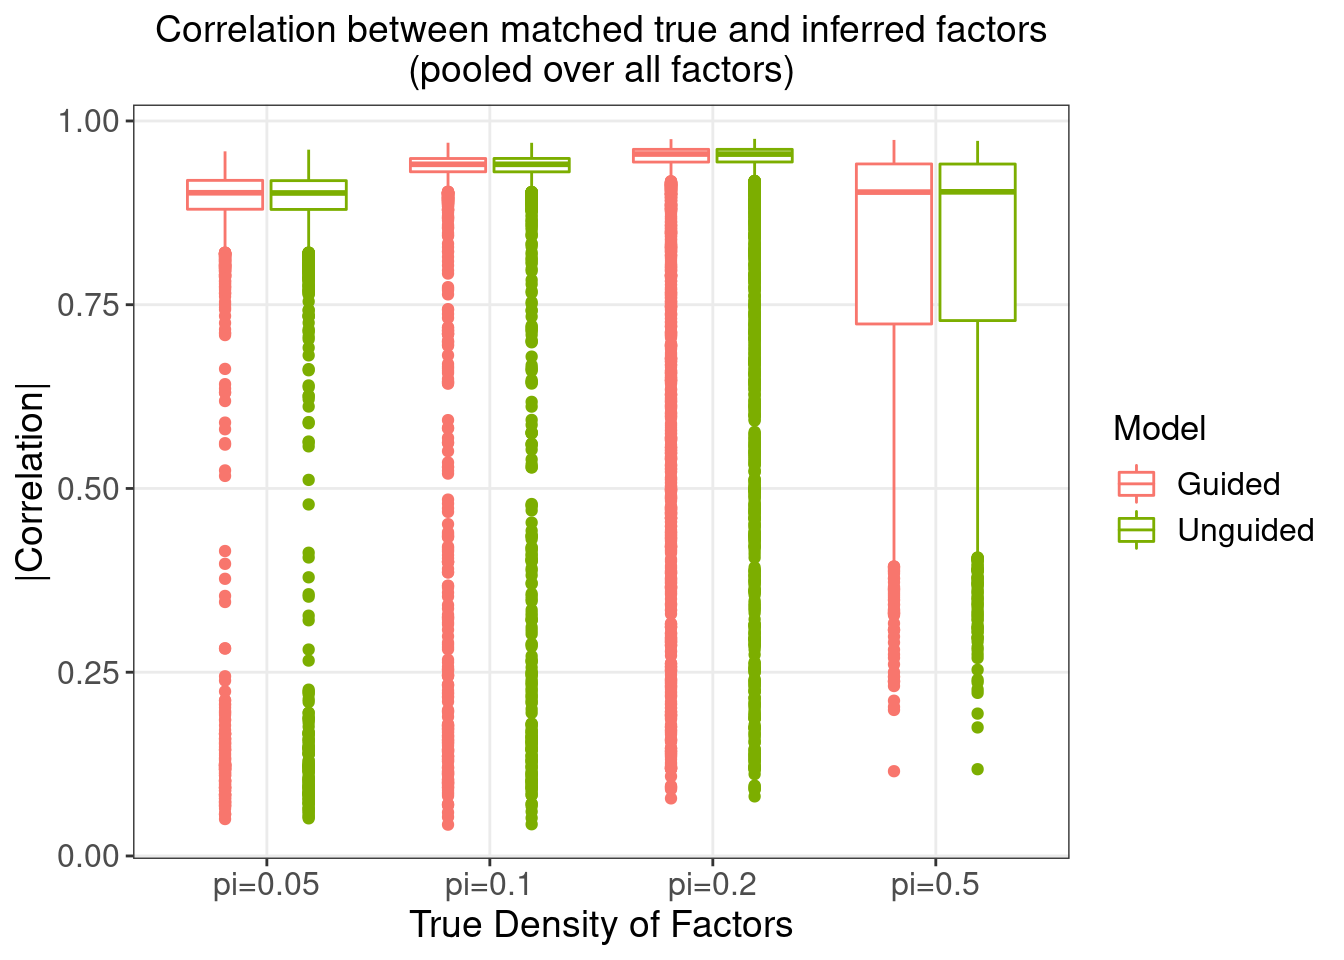 Correlation between matched true and inferred factors
(pooled over all factors)
1.00
0.75
0.50
0.25
0.00
|Correlation|
pi=0.05
pi=0.1
pi=0.2
pi=0.5
True Density of Factors
Model
Guided
Unguided